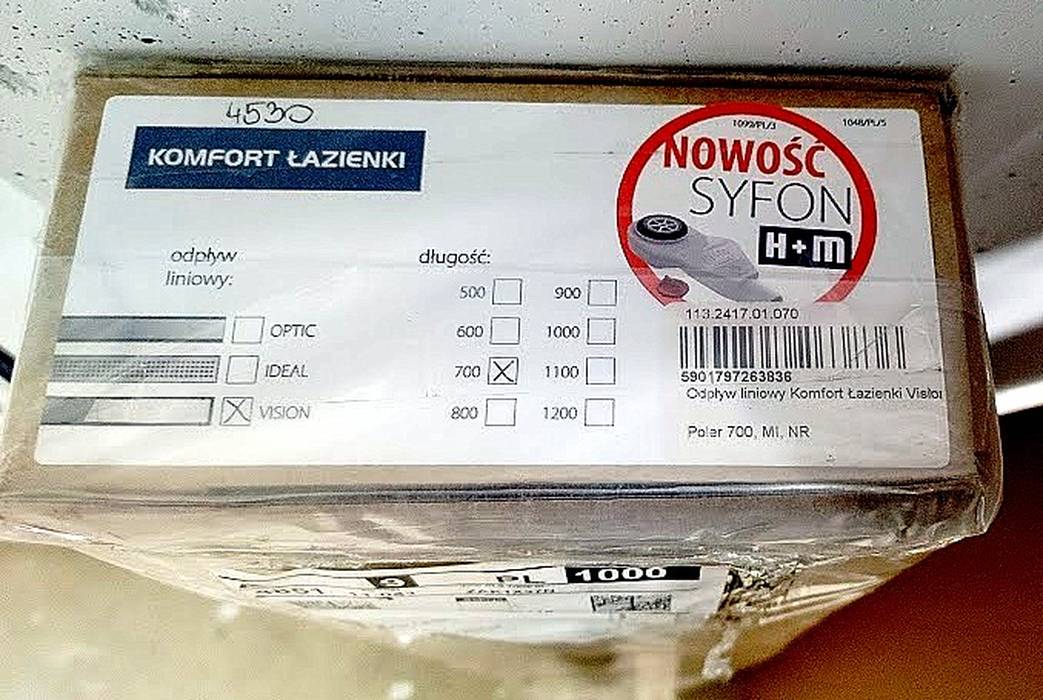 4530
KOMFORT ŁAZIENKI
1099/PL/3
1048/PL/5
NOWOŚĆ
SYFON
H+m
odpływ
liniowy:
OPTIC
IDEAL
VISION
długość:
500 900
600 1000
700 1100
800 1200
113.2417.01.070
5901797263836
Odpływ liniowy Komfort Łazienki Vision
Poler 700, MI, NR
9 PL 1000